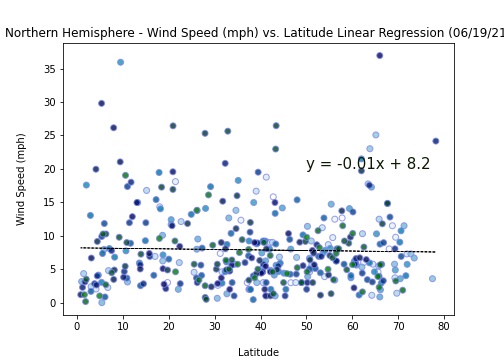 Northern Hemisphere - Wind Speed (mph) vs. Latitude Linear Regression (06/19/21
35
30
25
20
15
10
5
0
Wind Speed (mph)
y = -0.01x + 8.2
0 10 20 30 40 50 60 70 80
Latitude